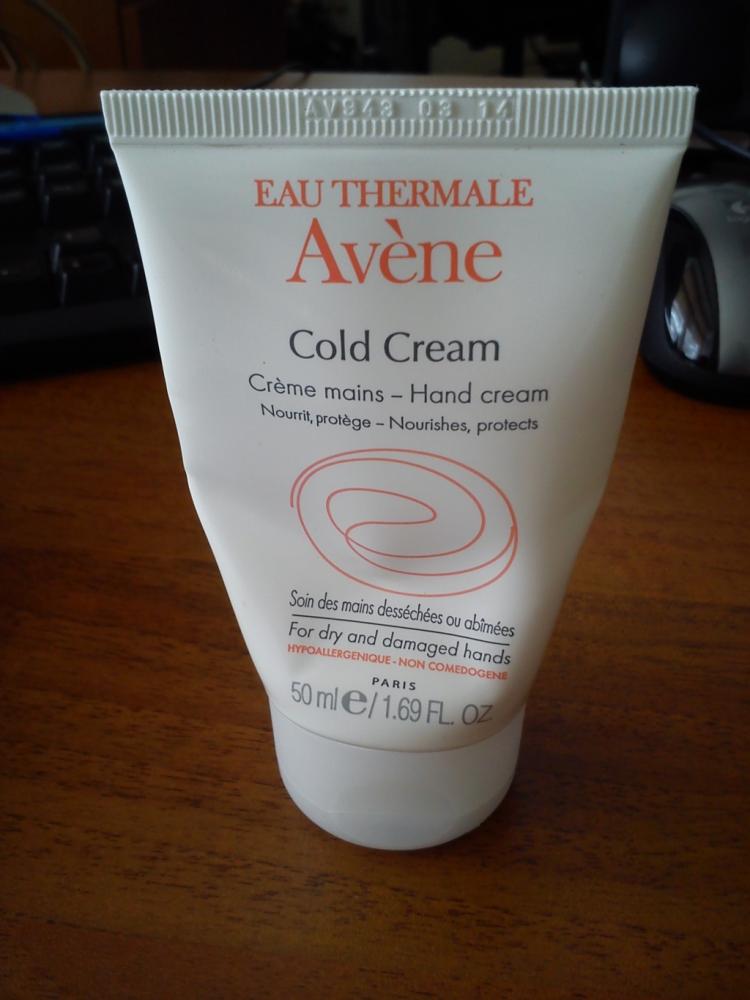 AV343 03 14
EAU THERMALE
Avène
Cold Cream
Crème mains – Hand cream
Nourrit, protège – Nourishes, protects
Soin des mains desséchées ou abîmées
For dry and damaged hands
HYPOALLERGENIQUE - NON COMEDOGENE
PARIS
50 ml e / 1.69 FL. OZ